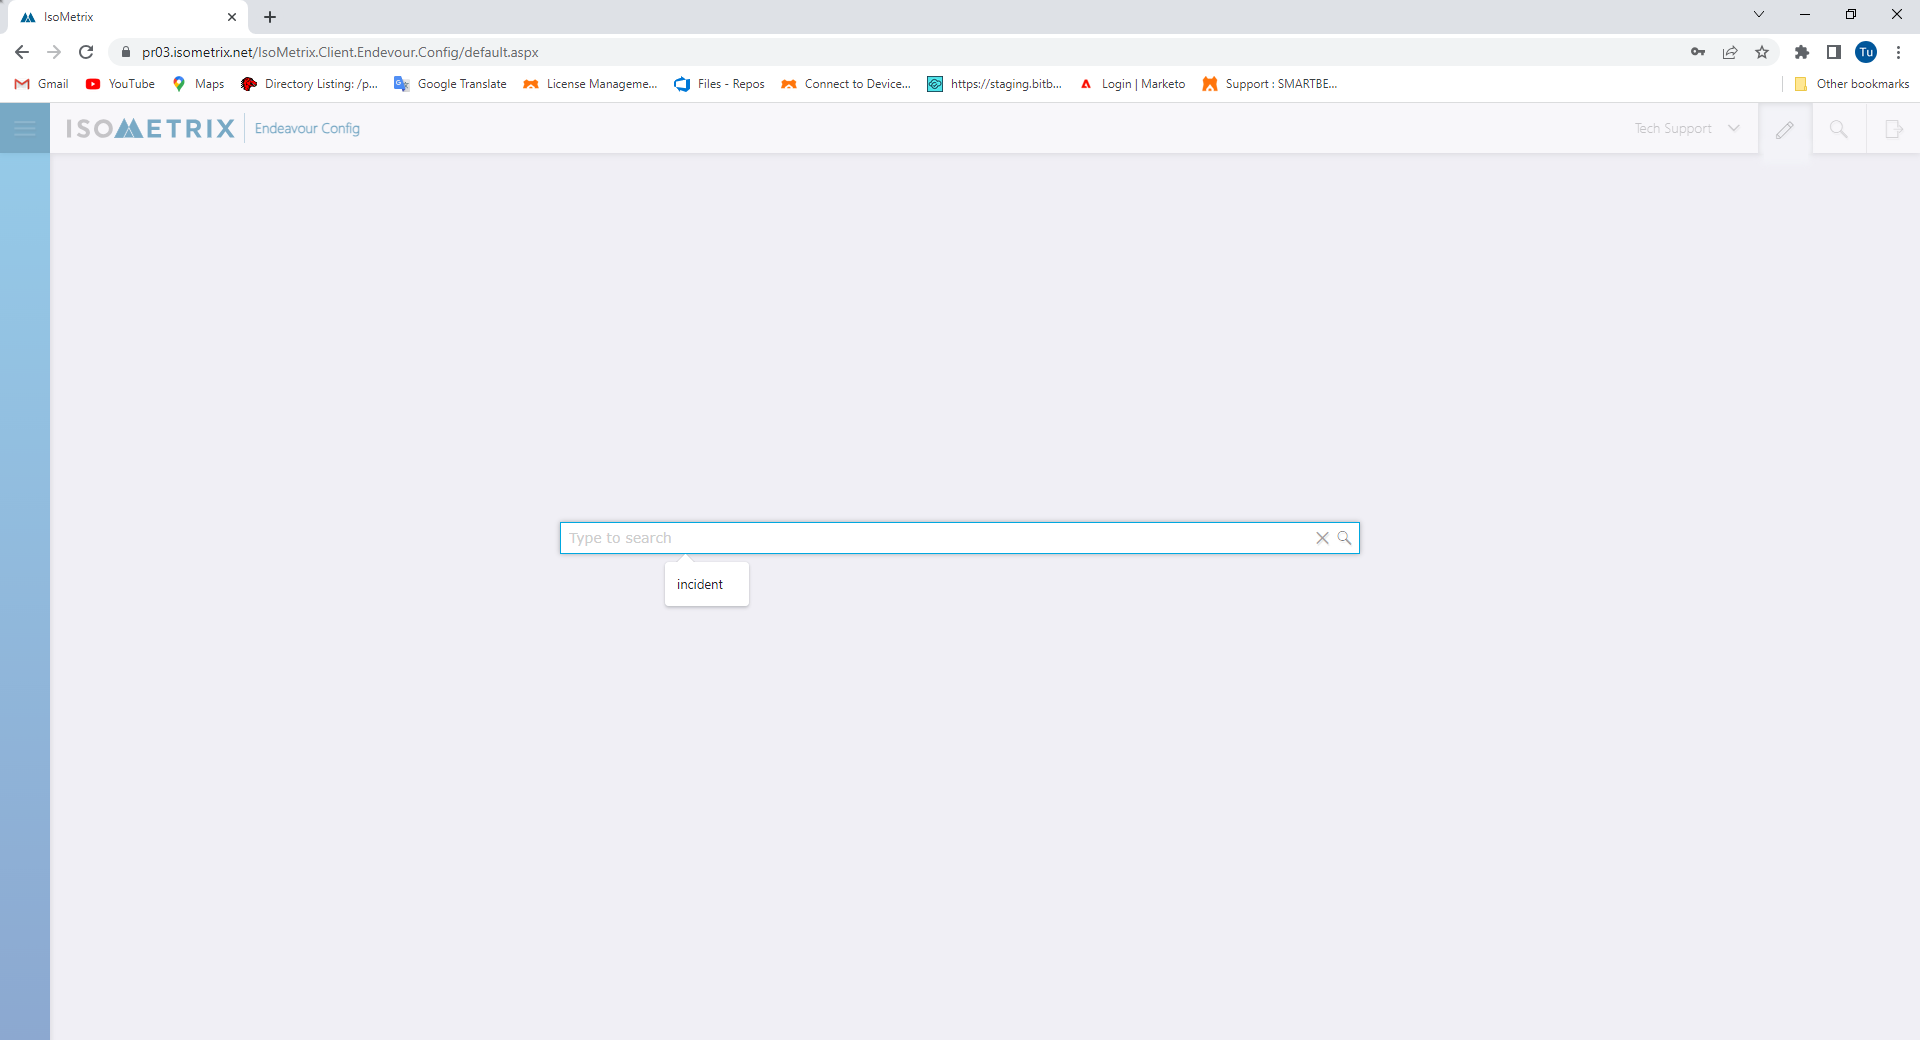 IsoMetrix
pr03.isometrix.net/IsoMetrix.Client.Endevour.Config/default.aspx
Tu
Gmail YouTube Maps Directory Listing: /p... Google Translate License Manageme... Files - Repos Connect to Device... https://staging.bitb... Login | Marketo Support : SMARTBE... Other bookmarks
ISOMETRIX Endeavour Config Tech Support
Type to search
incident